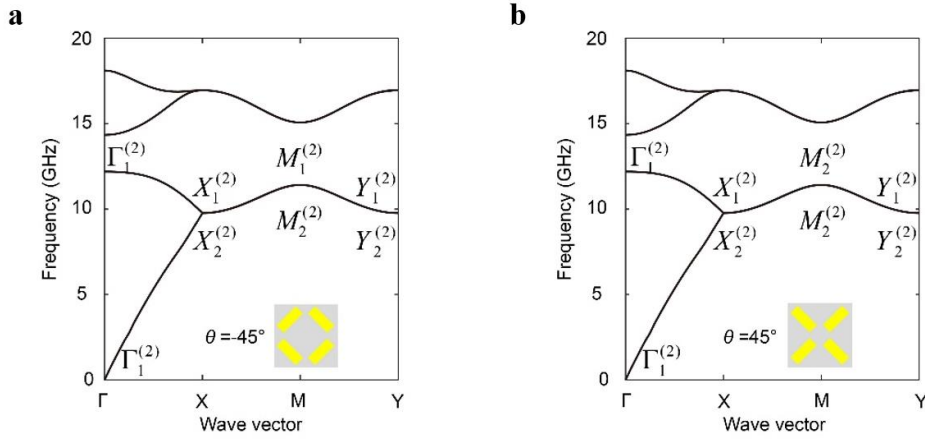 a
20
15
10
5
0
Frequency (GHz)
Γ₁⁽²⁾
X₁⁽²⁾
M₁⁽²⁾
Y₁⁽²⁾
X₂⁽²⁾
M₂⁽²⁾
Y₂⁽²⁾
Γ₁⁽²⁾
θ =-45°
Γ X M Y
Wave vector
b
20
15
10
5
0
Frequency (GHz)
Γ₁⁽²⁾
X₁⁽²⁾
M₂⁽²⁾
Y₁⁽²⁾
X₂⁽²⁾
M₂⁽²⁾
Y₂⁽²⁾
Γ₁⁽²⁾
θ =45°
Γ X M Y
Wave vector